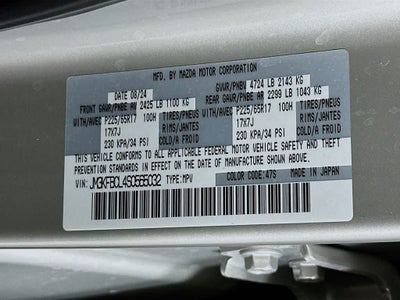 MFD. BY MAZDA MOTOR CORPORATION
DATE 08/24 GVWR/PNBV 4724 LB 2143 KG
FRONT GAWR/PNBE AV 2425 LB 1100 KG REAR GAWR/PNBE AR 2299 LB 1043 KG
WITH/AVEC P225/65R17 100H TIRES/PNEUS WITH/AVEC P225/65R17 100H TIRES/PNEUS
17X7J RIMS/JANTES 17X7J RIMS/JANTES
230 KPA/34 PSI COLD/A FROID 230 KPA/34 PSI COLD/A FROID
THIS VEHICLE CONFORMS TO ALL APPLICABLE FEDERAL MOTOR VEHICLE SAFETY AND THEFT
PREVENTION STANDARDS IN EFFECT ON THE DATE OF MANUFACTURE SHOWN ABOVE.
VIN: TYPE:MPV COLOR CODE:47S MADE IN JAPAN